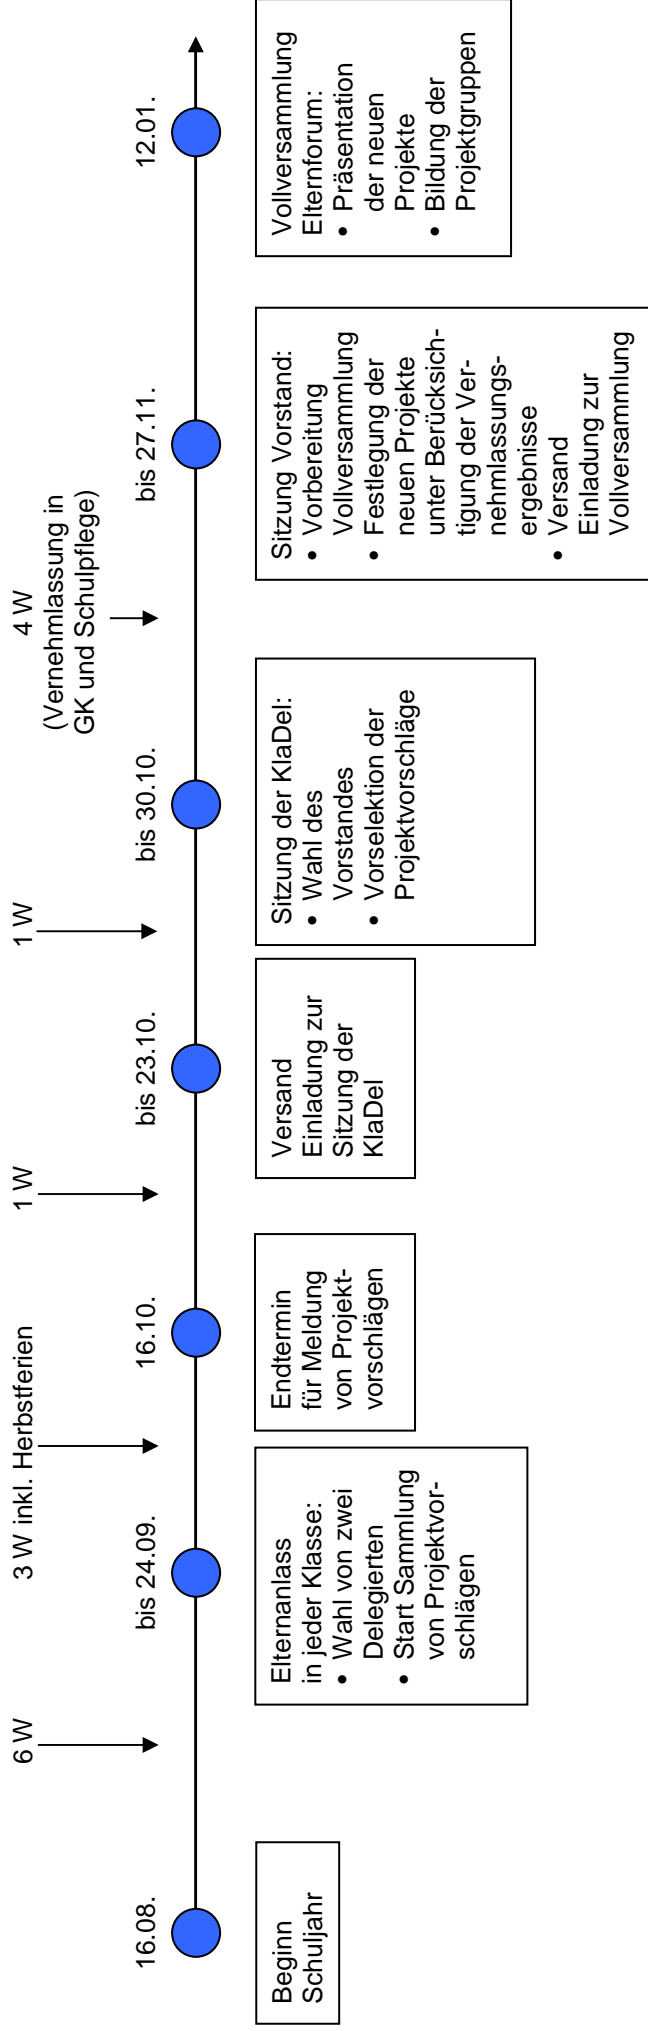 6 W
3 W inkl. Herbstferien
1 W
1 W
4 W
(Vernehmlassung in
GK und Schulpflege)
16.08.
bis 24.09.
16.10.
bis 23.10.
bis 30.10.
bis 27.11.
12.01.
Beginn
Schuljahr
Elternanlass
in jeder Klasse:
• Wahl von zwei
Delegierten
• Start Sammlung
von Projektvor-
schlägen
Endtermin
für Meldung
von Projekt-
vorschlägen
Versand
Einladung zur
Sitzung der
KlaDel
Sitzung der KlaDel:
• Wahl des
Vorstandes
• Vorselektion der
Projektvorschläge
Sitzung Vorstand:
• Vorbereitung
Vollversammlung
• Festlegung der
neuen Projekte
unter Berücksich-
tigung der Ver-
nehmlassungs-
ergebnisse
• Versand
Einladung zur
Vollversammlung
Vollversammlung
Elternforum:
• Präsentation
der neuen
Projekte
• Bildung der
Projektgruppen